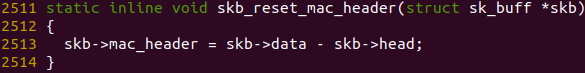 2511 static inline void skb_reset_mac_header(struct sk_buff *skb)
2512 {
2513   skb->mac_header = skb->data - skb->head;
2514 }